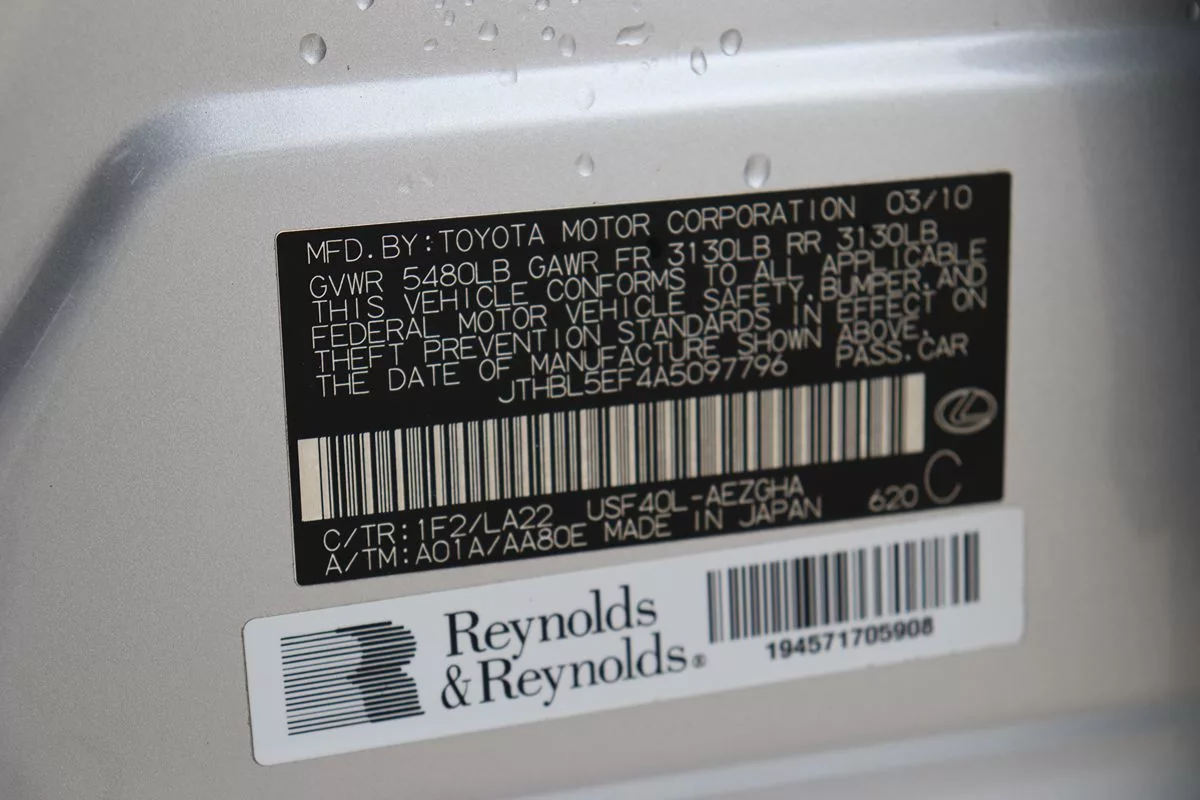 MFD. BY: TOYOTA MOTOR CORPORATION 03/10
GVWR 5480LB GAWR FR 3130LB RR 3130LB
THIS VEHICLE CONFORMS TO ALL APPLICABLE
FEDERAL MOTOR VEHICLE SAFETY, BUMPER, AND
THEFT PREVENTION STANDARDS IN EFFECT ON
THE DATE OF MANUFACTURE SHOWN ABOVE.
JTHBL5EF4A5097796 PASS. CAR
C/TR: 1F2/LA22 USF40L-AEZGHA 620 C
A/TM: A01A/AA80E MADE IN JAPAN
Reynolds
& Reynolds®
194571705908